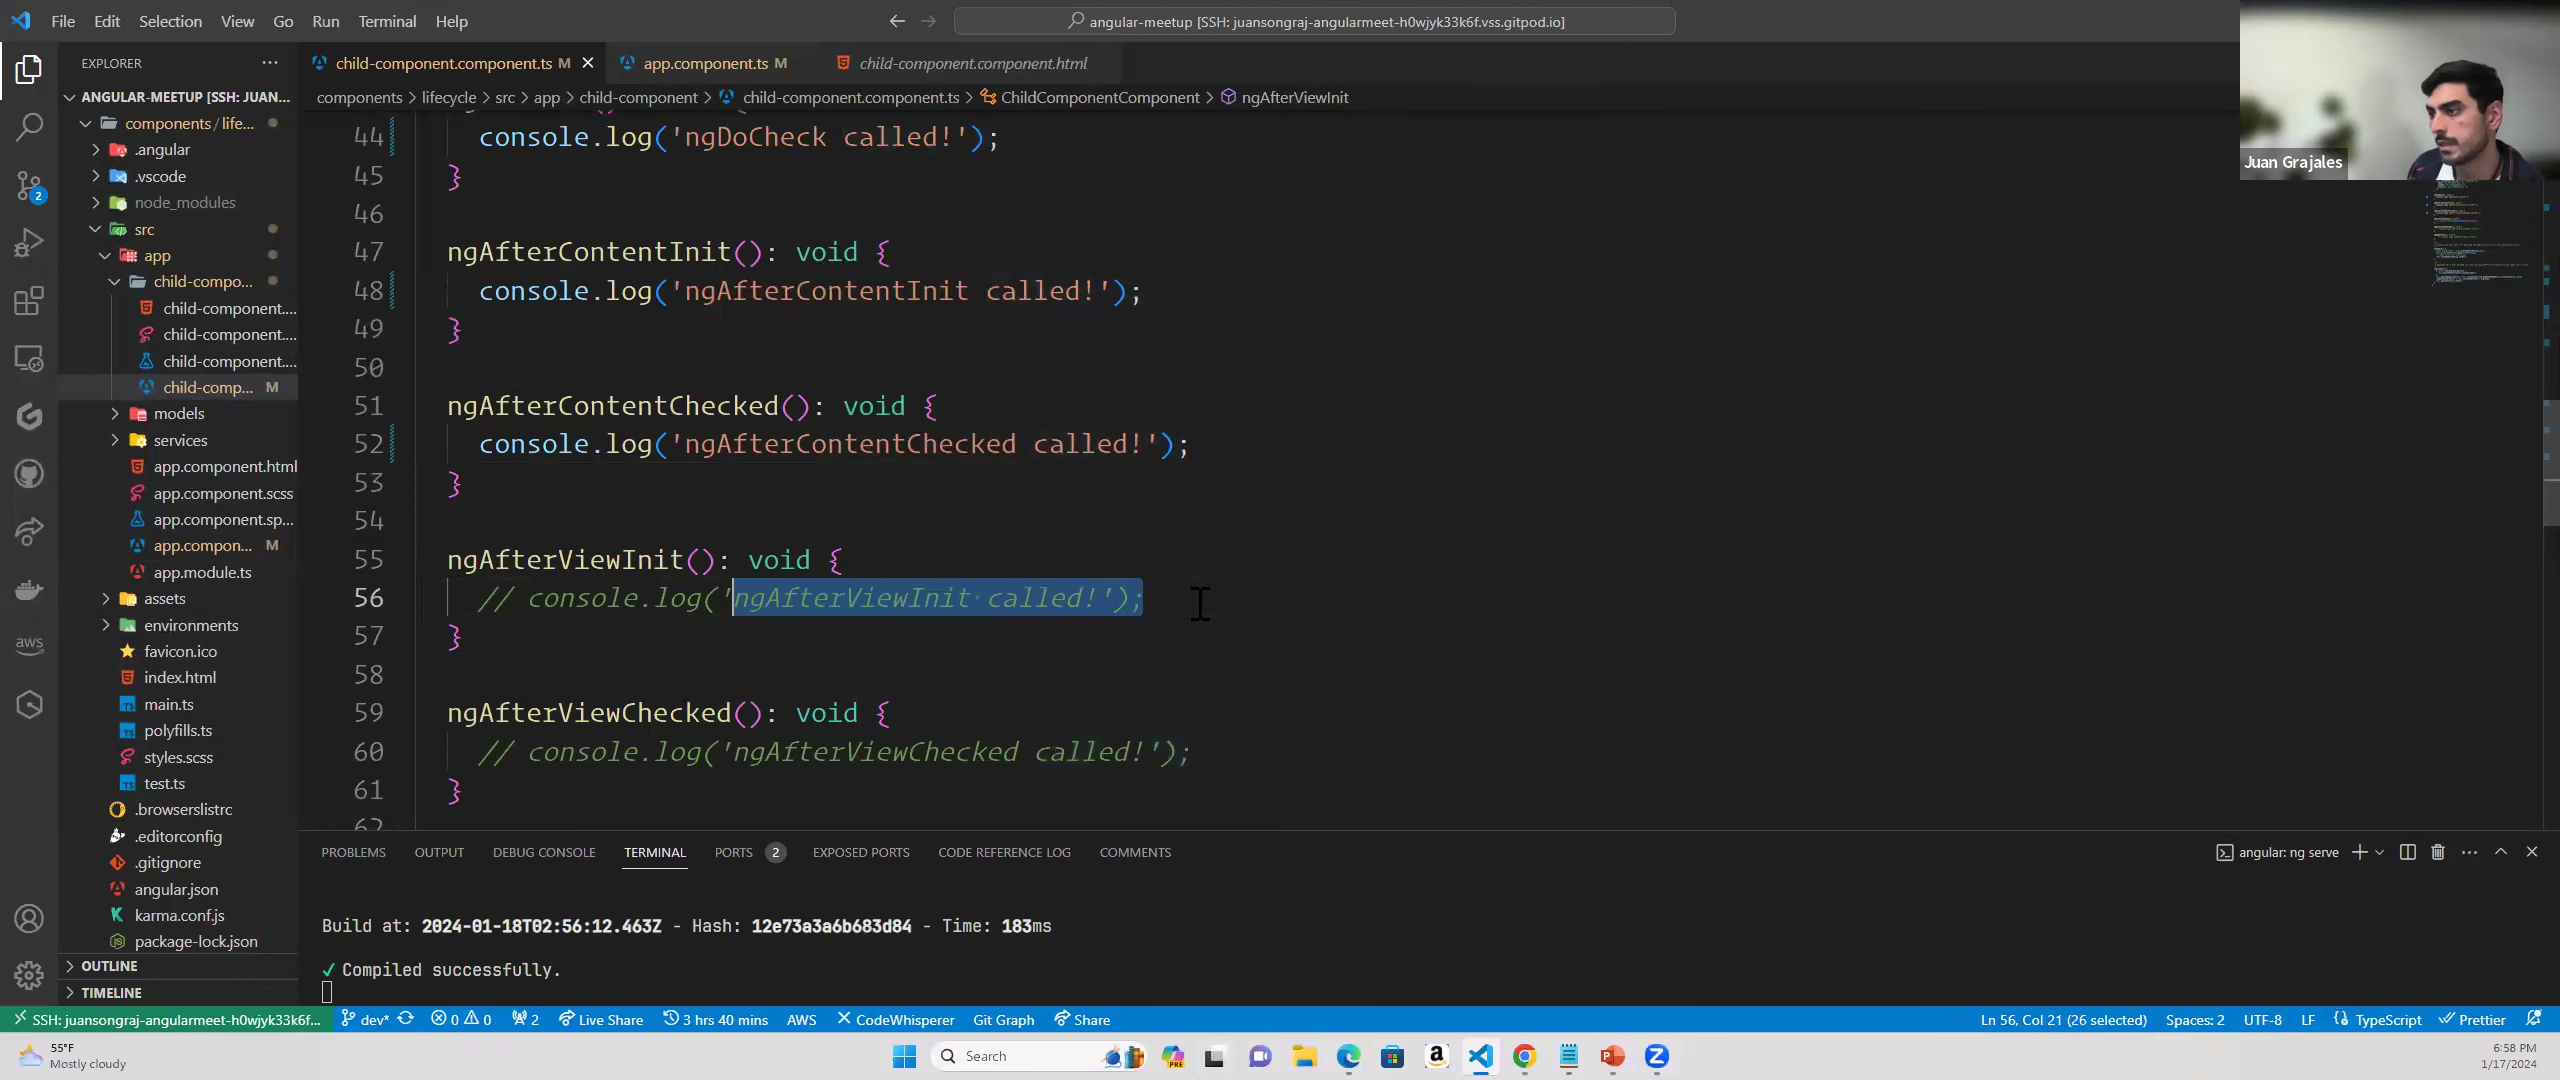 File Edit Selection View Go Run Terminal Help
angular-meetup [SSH: juansongraj-angularmeet-h0wjyk33k6f.vss.gitpod.io]
EXPLORER
child-component.component.ts M
app.component.ts M
child-component.component.html
Juan Grajales
components > lifecycle > src > app > child-component > child-component.component.ts > ChildComponentComponent > ngAfterViewInit
ANGULAR-MEETUP [SSH: JUAN...
components / life...
.angular
.vscode
node_modules
src
app
child-compo...
child-component....
child-component....
child-component....
child-comp... M
models
services
app.component.html
app.component.scss
app.component.sp...
app.compon... M
app.module.ts
assets
environments
favicon.ico
index.html
main.ts
polyfills.ts
styles.scss
test.ts
.browserslistrc
.editorconfig
.gitignore
angular.json
karma.conf.js
package-lock.json
OUTLINE
TIMELINE
44 console.log('ngDoCheck called!');
45 }
46
47 ngAfterContentInit(): void {
48 console.log('ngAfterContentInit called!');
49 }
50
51 ngAfterContentChecked(): void {
52 console.log('ngAfterContentChecked called!');
53 }
54
55 ngAfterViewInit(): void {
56 // console.log('ngAfterViewInit called!');
57 }
58
59 ngAfterViewChecked(): void {
60 // console.log('ngAfterViewChecked called!');
61 }
62
PROBLEMS OUTPUT DEBUG CONSOLE TERMINAL PORTS 2 EXPOSED PORTS CODE REFERENCE LOG COMMENTS
angular: ng serve
Build at: 2024-01-18T02:56:12.463Z - Hash: 12e73a3a6b683d84 - Time: 183ms
✓ Compiled successfully.
SSH: juansongraj-angularmeet-h0wjyk33k6f... dev* 0 0 2 Live Share 3 hrs 40 mins AWS CodeWhisperer Git Graph Share
Ln 56, Col 21 (26 selected) Spaces: 2 UTF-8 LF TypeScript Prettier
55°F
Mostly cloudy
Search
6:58 PM
1/17/2024
2
aws